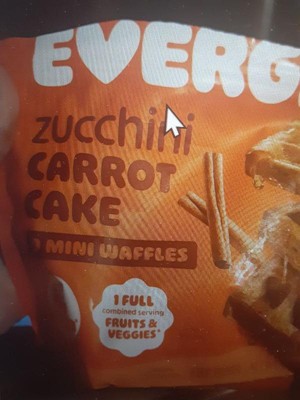 EVERG
zucchini
CARROT
CAKE
MINI WAFFLES
1 FULL
combined serving
FRUITS &
VEGGIES*